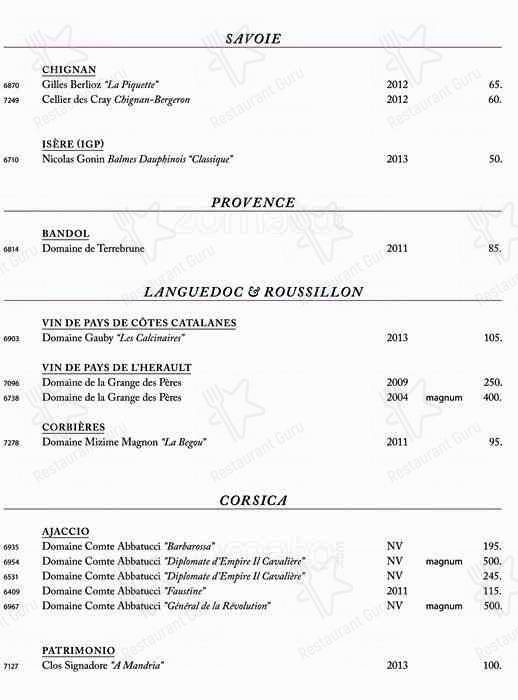 SAVOIE
CHIGNAN
6870 Gilles Berlioz "La Piquette" 2012 65.
7249 Cellier des Cray Chignan-Bergeron 2012 60.
ISÈRE (IGP)
6710 Nicolas Gonin Balmes Dauphinois "Classique" 2013 50.
PROVENCE
BANDOL
6814 Domaine de Terrebrune 2011 85.
LANGUEDOC & ROUSSILLON
VIN DE PAYS DE CÔTES CATALANES
6903 Domaine Gauby "Les Calcinaires" 2013 105.
VIN DE PAYS DE L'HERAULT
7096 Domaine de la Grange des Pères 2009 250.
6738 Domaine de la Grange des Pères 2004 magnum 400.
CORBIÈRES
7278 Domaine Mizime Magnon "La Begou" 2011 95.
CORSICA
AJACCIO
6935 Domaine Comte Abbatucci "Barbarossa" NV 195.
6954 Domaine Comte Abbatucci "Diplomate d'Empire Il Cavalière" NV magnum 500.
6531 Domaine Comte Abbatucci "Diplomate d'Empire Il Cavalière" NV 245.
6409 Domaine Comte Abbatucci "Faustine" 2011 115.
6967 Domaine Comte Abbatucci "Général de la Révolution" NV magnum 500.
PATRIMONIO
7127 Clos Signadore "A Mandria" 2013 100.
zomato
Restaurant Guru